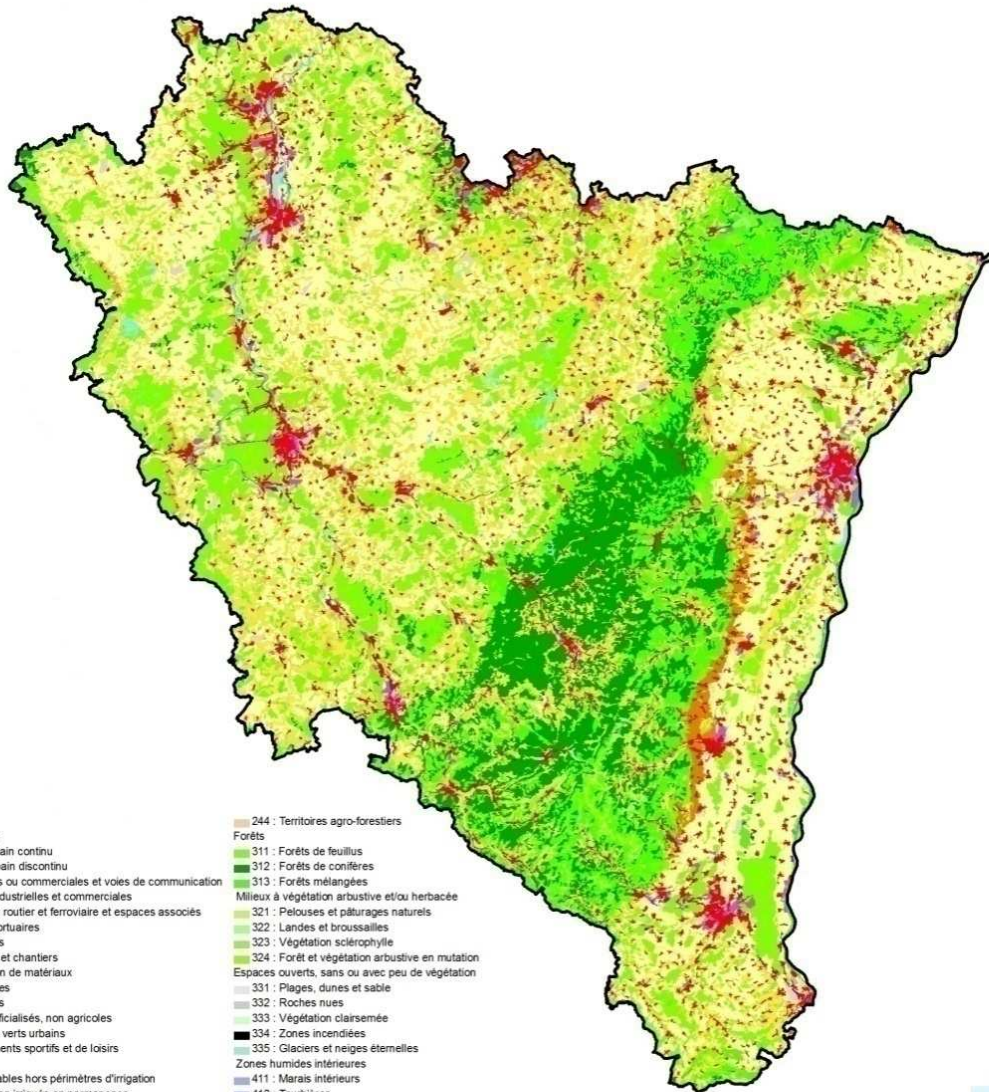 ain continu
ain discontinu
s ou commerciales et voies de communication
dustrielles et commerciales
routier et ferroviaire et espaces associés
ortuaires
s
et chantiers
n de matériaux
es
s
ficialisés, non agricoles
verts urbains
ents sportifs et de loisirs
ables hors périmètres d'irrigation
244 : Territoires agro-forestiers
Forêts
311 : Forêts de feuillus
312 : Forêts de conifères
313 : Forêts mélangées
Milieux à végétation arbustive et/ou herbacée
321 : Pelouses et pâturages naturels
322 : Landes et broussailles
323 : Végétation sclérophylle
324 : Forêt et végétation arbustive en mutation
Espaces ouverts, sans ou avec peu de végétation
331 : Plages, dunes et sable
332 : Roches nues
333 : Végétation clairsemée
334 : Zones incendiées
335 : Glaciers et neiges éternelles
Zones humides intérieures
411 : Marais intérieurs